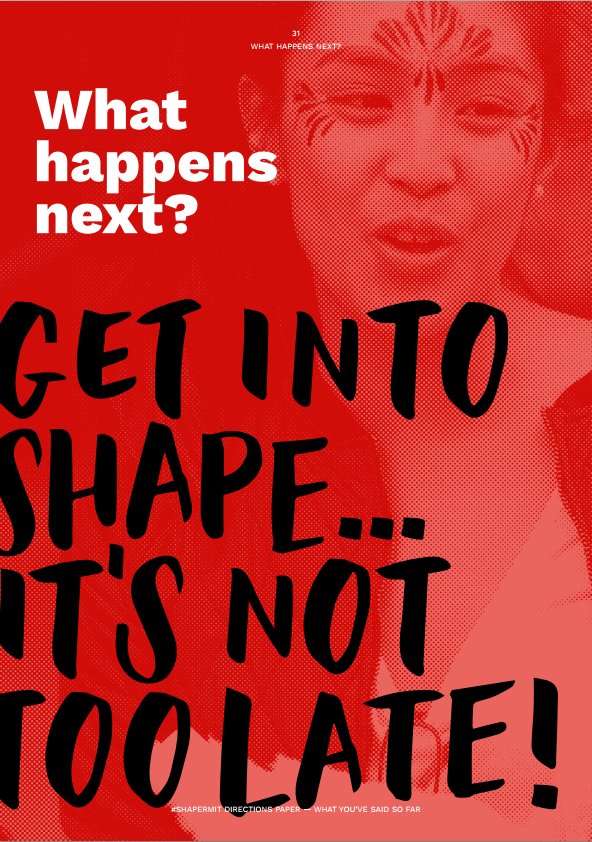 31
WHAT HAPPENS NEXT?
What
happens
next?
GET INTO
SHAPE...
IT'S NOT
TOO LATE!
#SHAPERMIT DIRECTIONS PAPER — WHAT YOU'VE SAID SO FAR